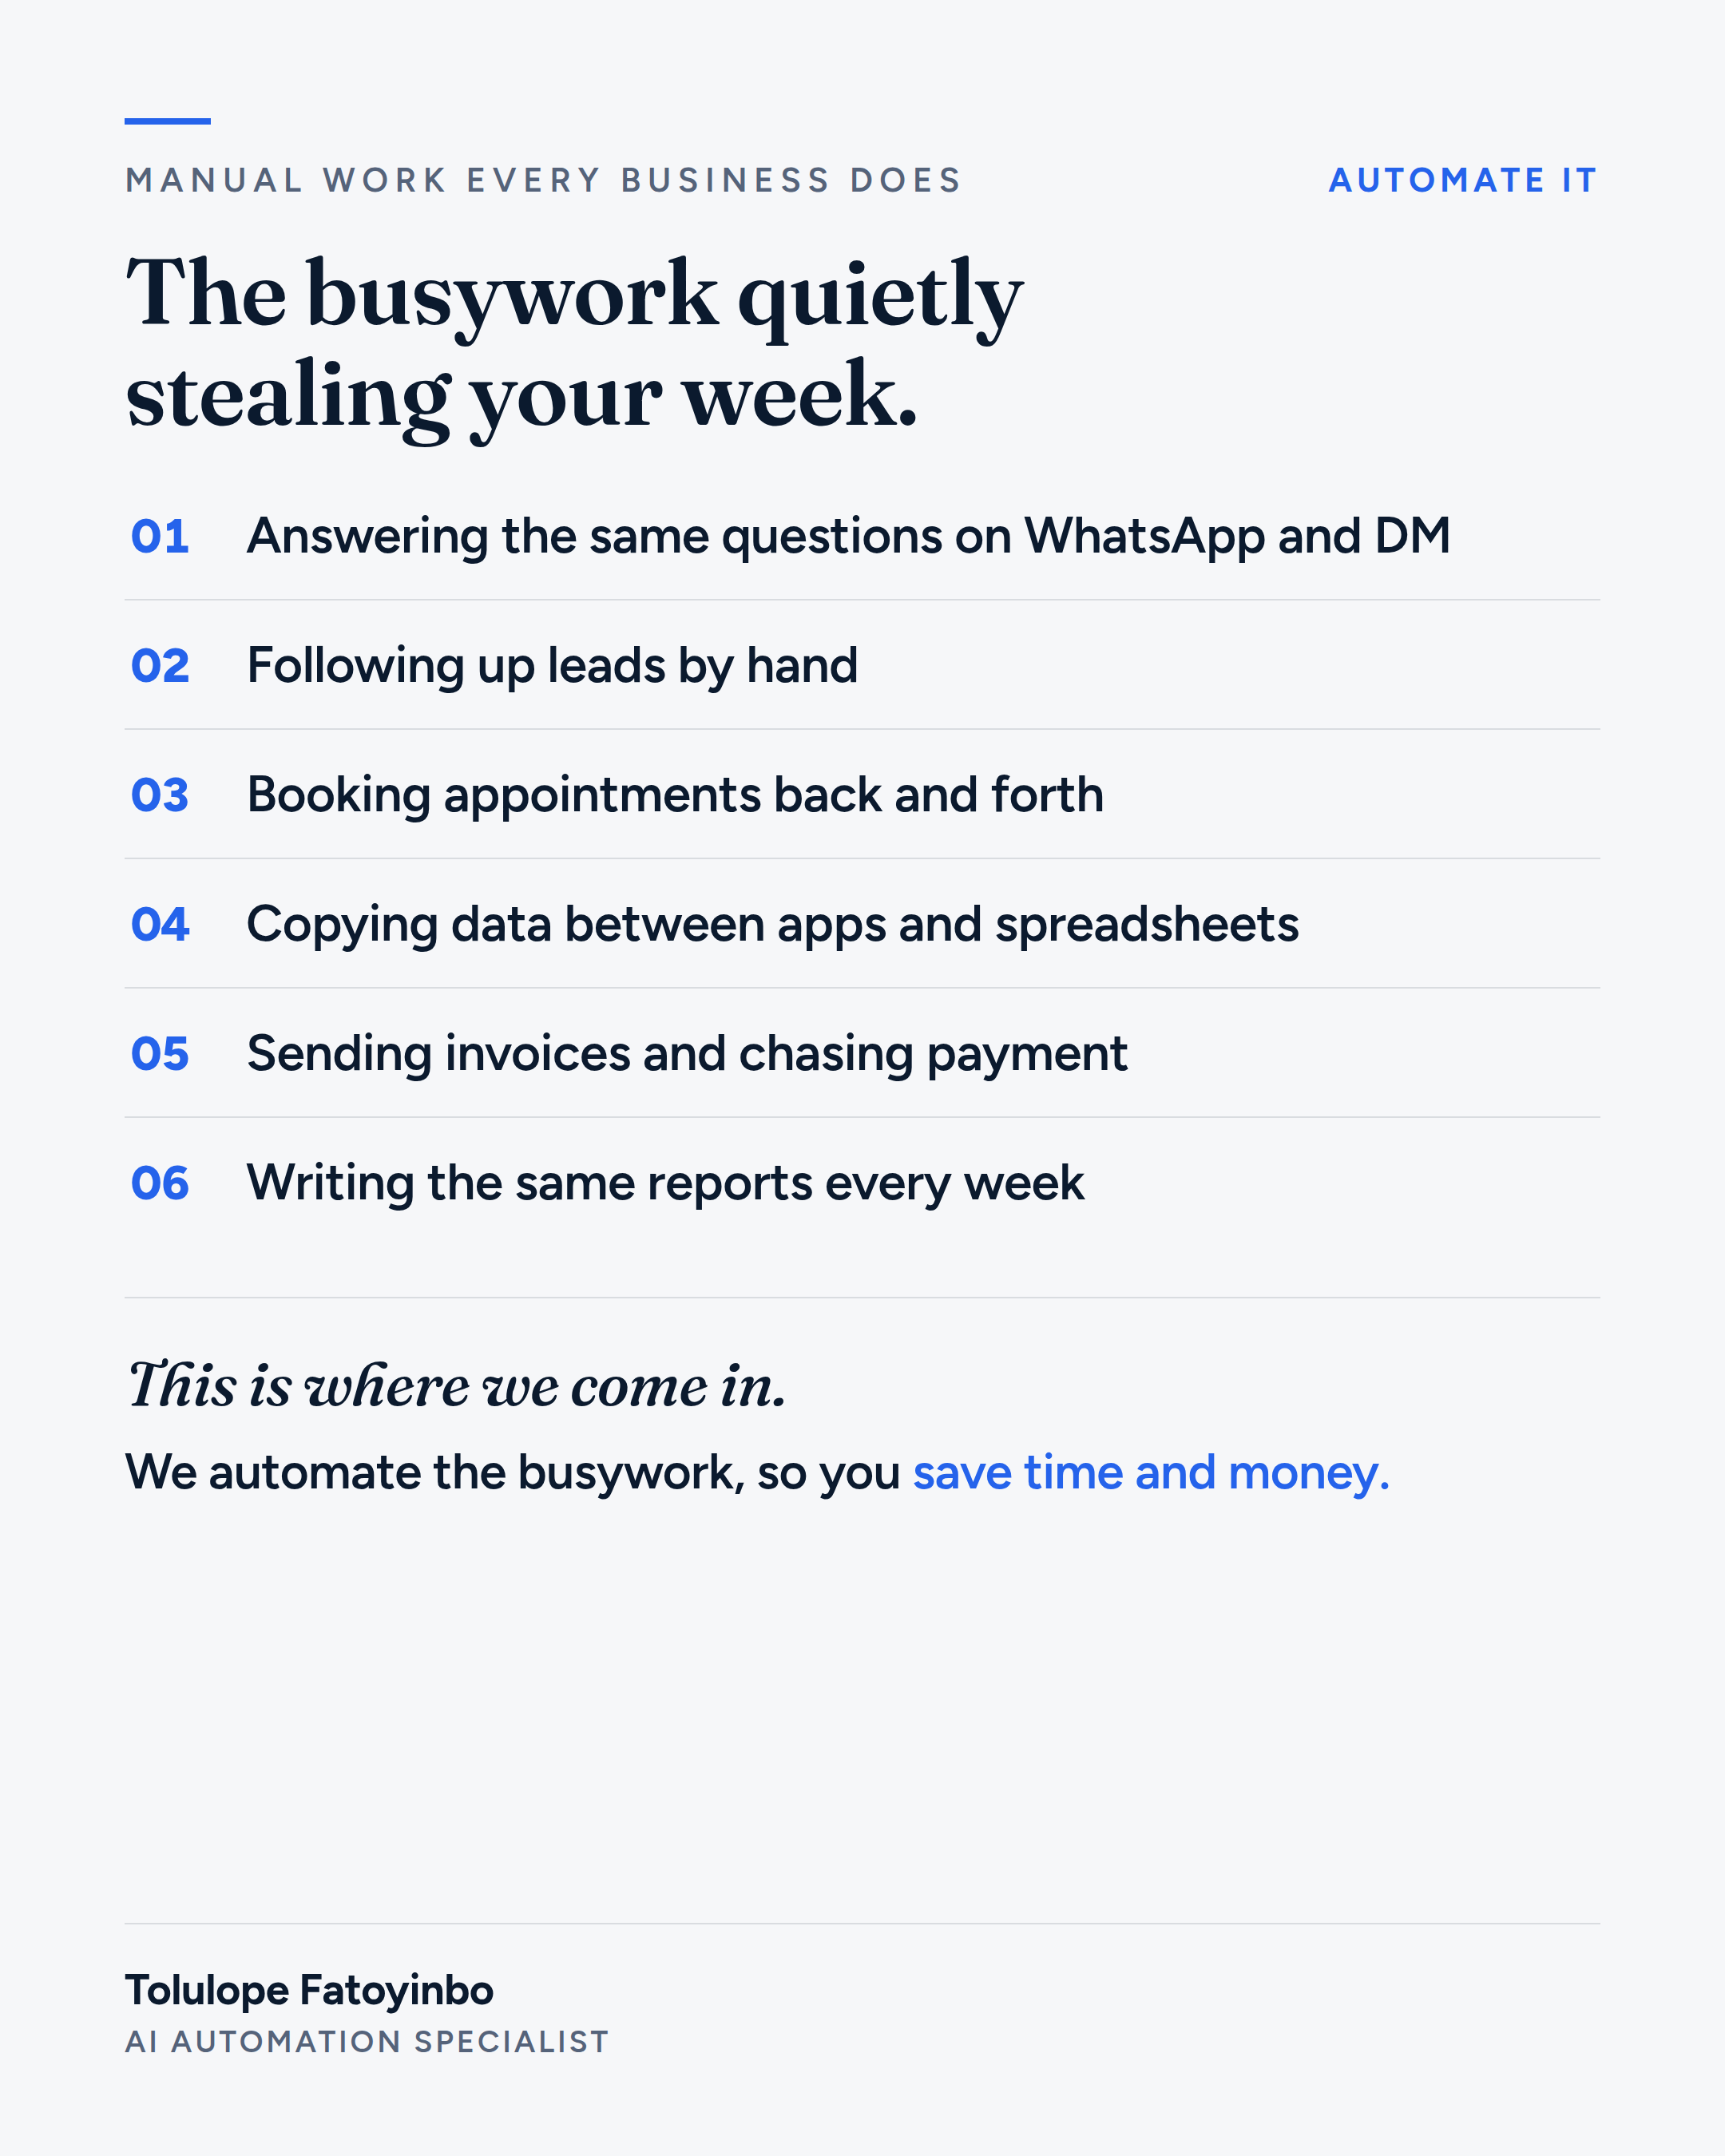 MANUAL WORK EVERY BUSINESS DOES
AUTOMATE IT
The busywork quietly
stealing your week.
01 Answering the same questions on WhatsApp and DM
02 Following up leads by hand
03 Booking appointments back and forth
04 Copying data between apps and spreadsheets
05 Sending invoices and chasing payment
06 Writing the same reports every week
This is where we come in.
We automate the busywork, so you save time and money.
Tolulope Fatoyinbo
AI AUTOMATION SPECIALIST